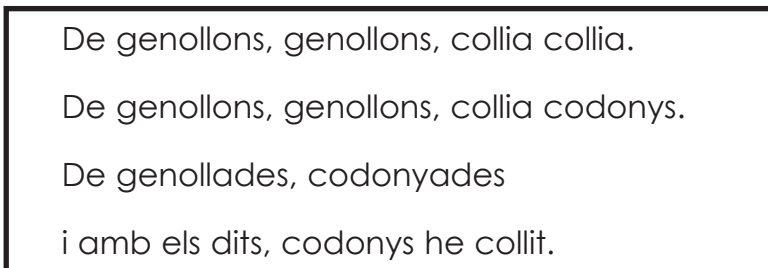 De genollons, genollons, collia collia.
De genollons, genollons, collia codonys.
De genollades, codonyades
i amb els dits, codonys he collit.